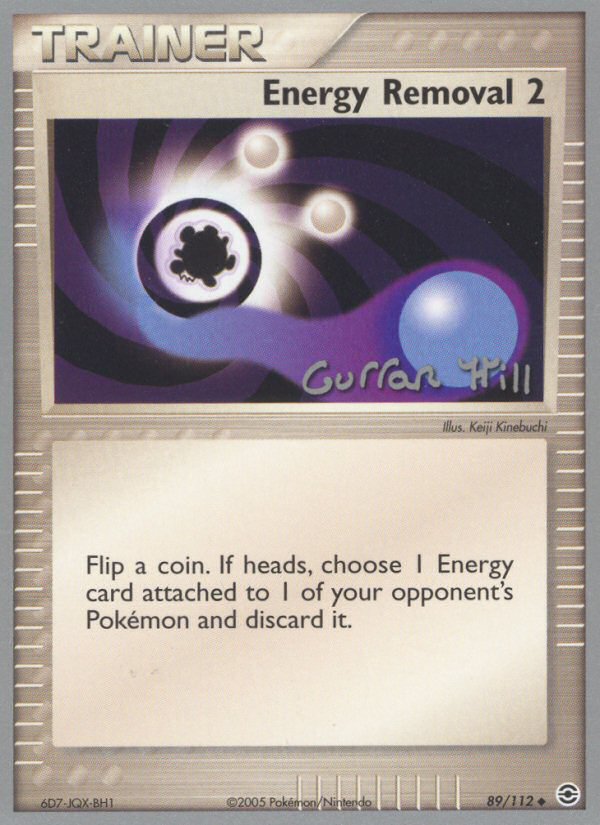 TRAINER
Energy Removal 2
Curran Hill
Illus. Keiji Kinebuchi
Flip a coin. If heads, choose 1 Energy
card attached to 1 of your opponent's
Pokémon and discard it.
6D7-JQX-BH1
©2005 Pokémon/Nintendo
89/112 ◆